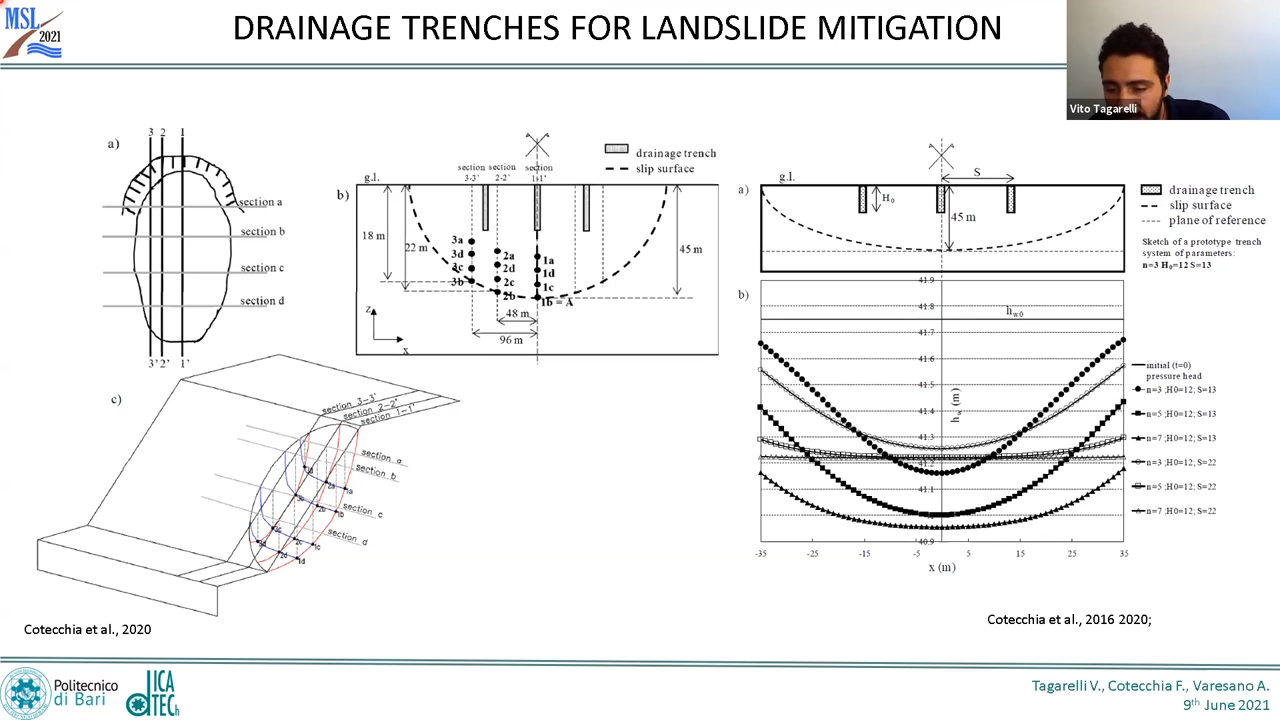 MSL
2021
DRAINAGE TRENCHES FOR LANDSLIDE MITIGATION
Vito Tagarelli
a)
3 2 1
section a
section b
section c
section d
3' 2' 1'
b)
g.l.
section 3-3'
section 2-2'
section 1-1'
drainage trench
slip surface
18 m
22 m
45 m
3a
3d
3c
3b
2a
2d
2c
2b
1a
1d
1c
1b = A
48 m
96 m
z
x
c)
section 3-3'
section 2-2'
section 1-1'
section a
section b
section c
section d
Cotecchia et al., 2020
a)
g.l.
S
H0
45 m
drainage trench
slip surface
plane of reference
Sketch of a prototype trench
system of parameters:
n=3 H0=12 S=13
b)
41.9
41.8
41.7
41.6
41.5
41.4
41.3
41.2
41.1
40.9
hw0
hw (m)
-35 -25 -15 -5 5 15 25 35
x (m)
initial (t=0)
pressure head
n=3 ;H0=12; S=13
n=5 ;H0=12; S=13
n=7 ;H0=12; S=13
n=3 ;H0=12; S=22
n=5 ;H0=12; S=22
n=7 ;H0=12; S=22
Cotecchia et al., 2016 2020;
Politecnico
di Bari
dICA
TECh
Tagarelli V., Cotecchia F., Varesano A.
9th June 2021